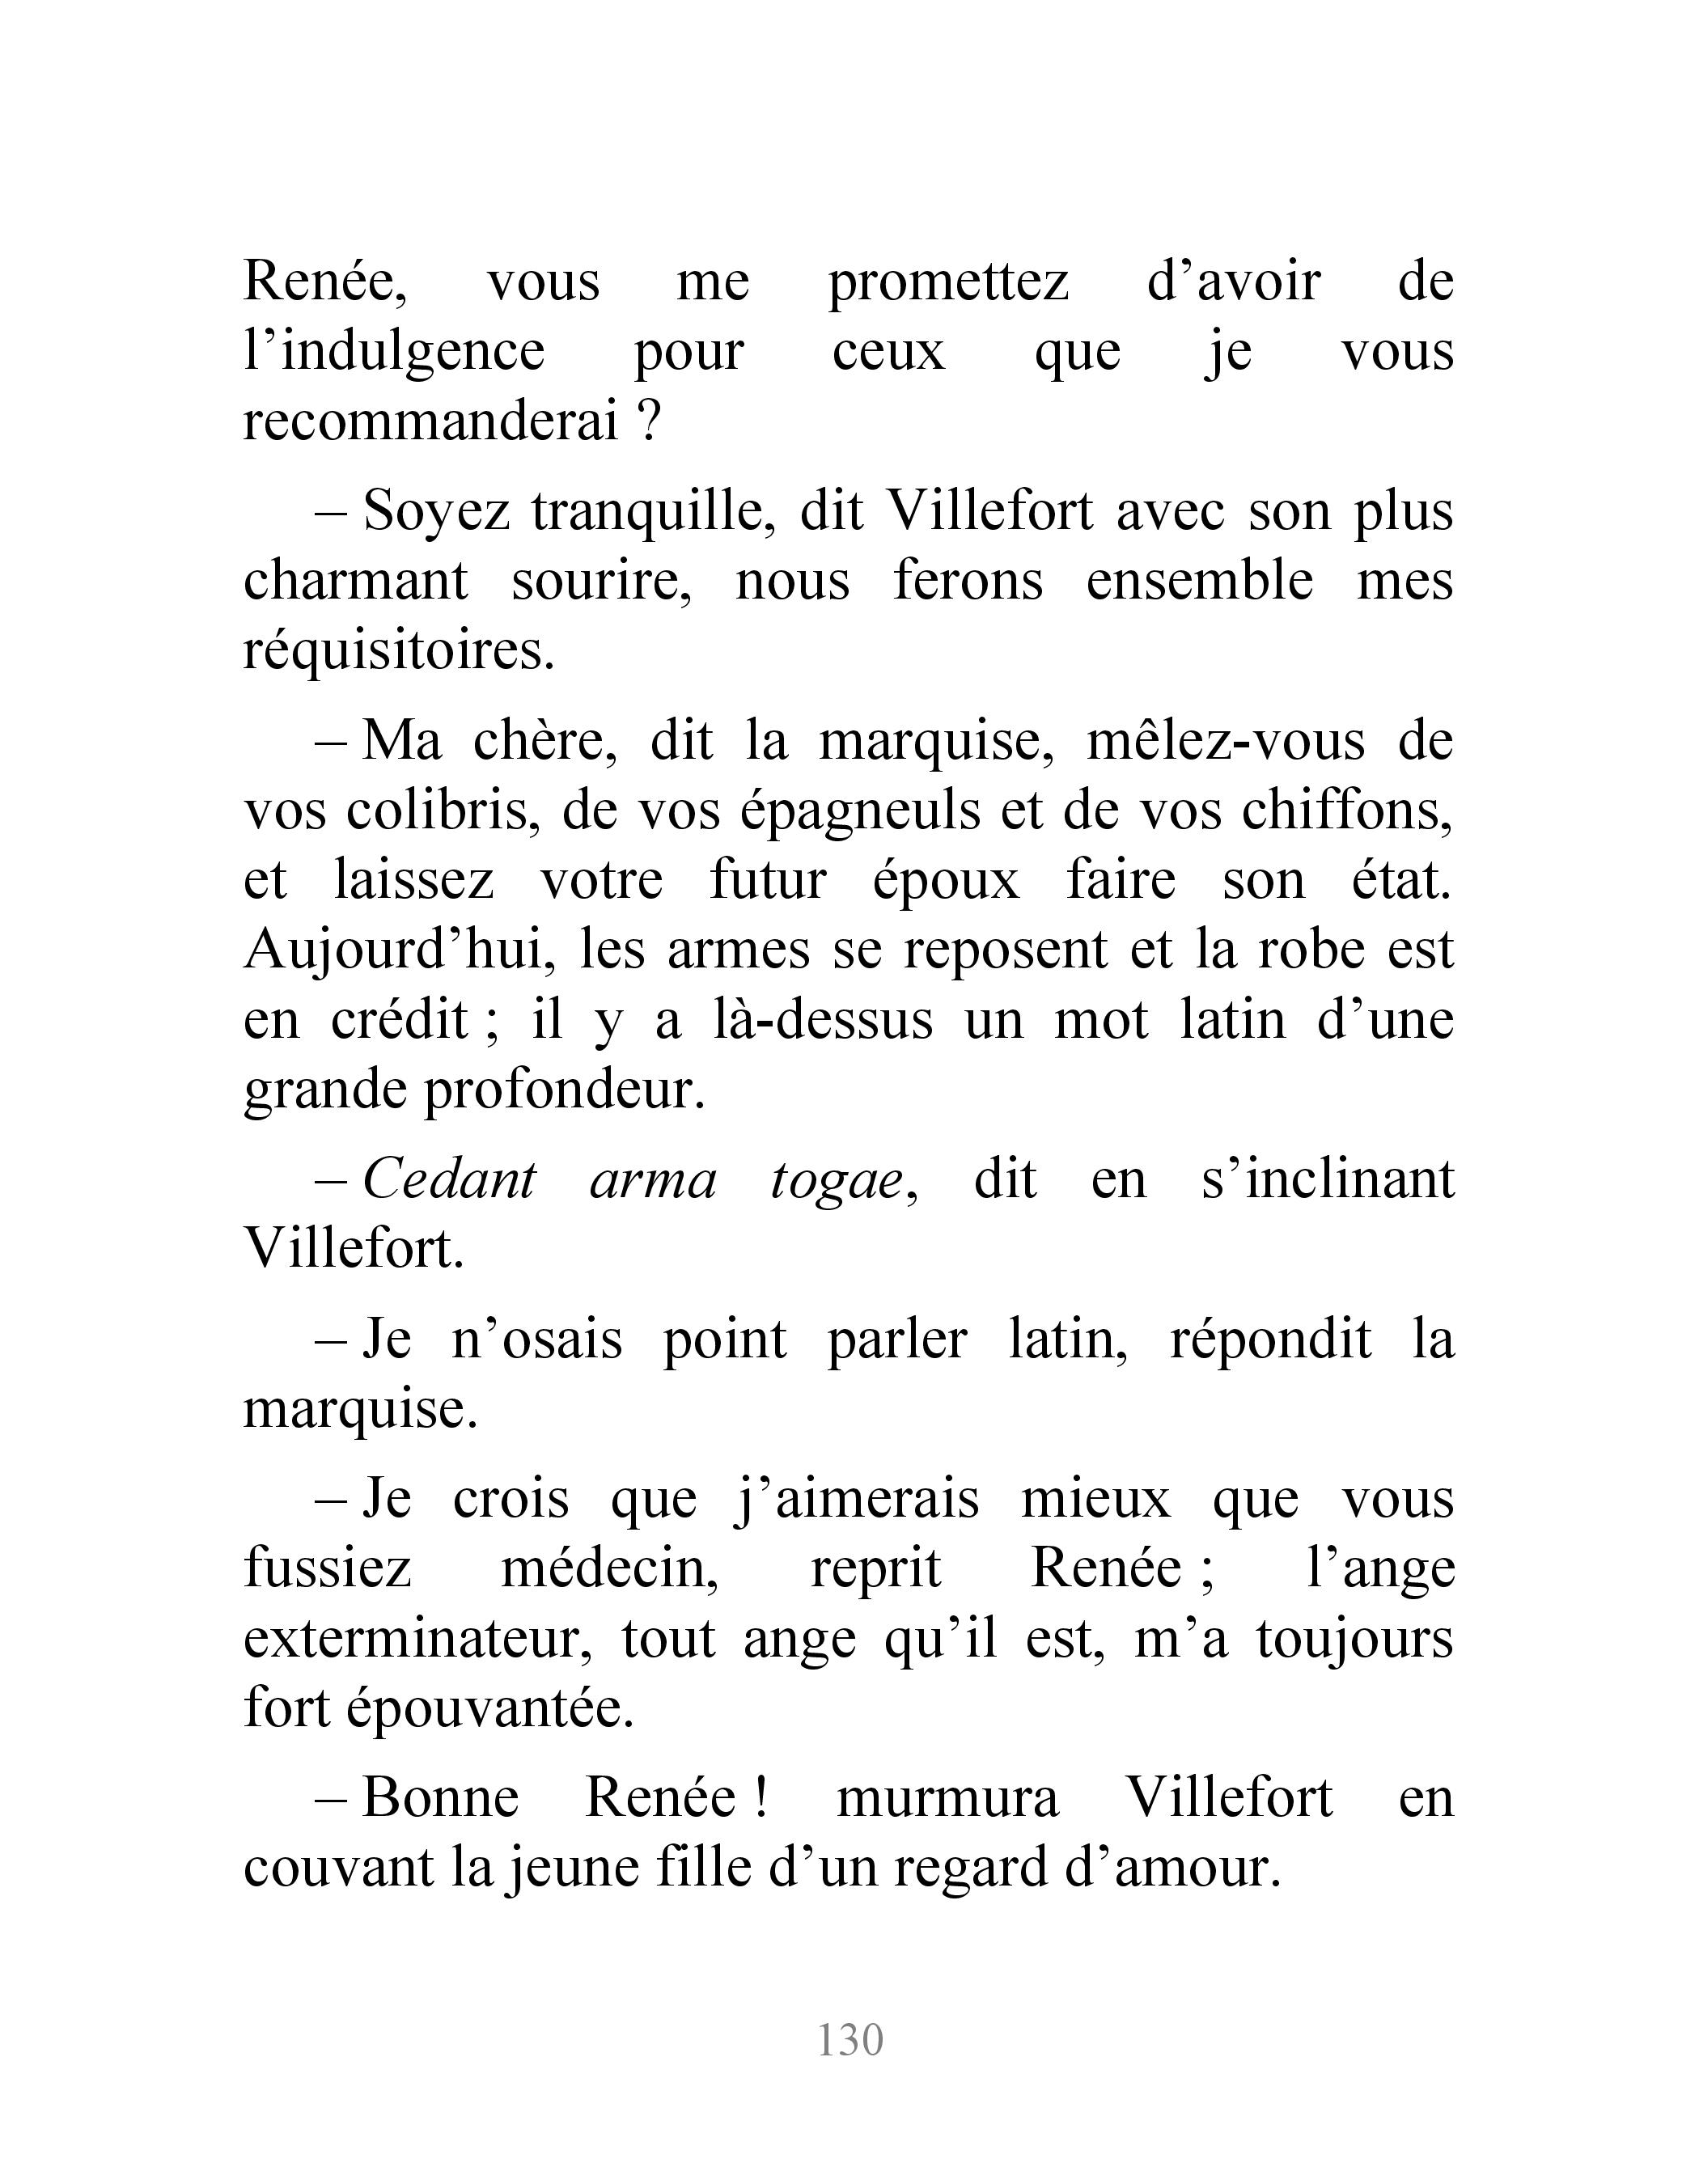 Renée, vous me promettez d’avoir de
l’indulgence pour ceux que je vous
recommanderai ?
– Soyez tranquille, dit Villefort avec son plus
charmant sourire, nous ferons ensemble mes
réquisitoires.
– Ma chère, dit la marquise, mêlez-vous de
vos colibris, de vos épagneuls et de vos chiffons,
et laissez votre futur époux faire son état.
Aujourd’hui, les armes se reposent et la robe est
en crédit ; il y a là-dessus un mot latin d’une
grande profondeur.
– Cedant arma togae, dit en s’inclinant
Villefort.
– Je n’osais point parler latin, répondit la
marquise.
– Je crois que j’aimerais mieux que vous
fussiez médecin, reprit Renée ; l’ange
exterminateur, tout ange qu’il est, m’a toujours
fort épouvantée.
– Bonne Renée ! murmura Villefort en
couvant la jeune fille d’un regard d’amour.
130